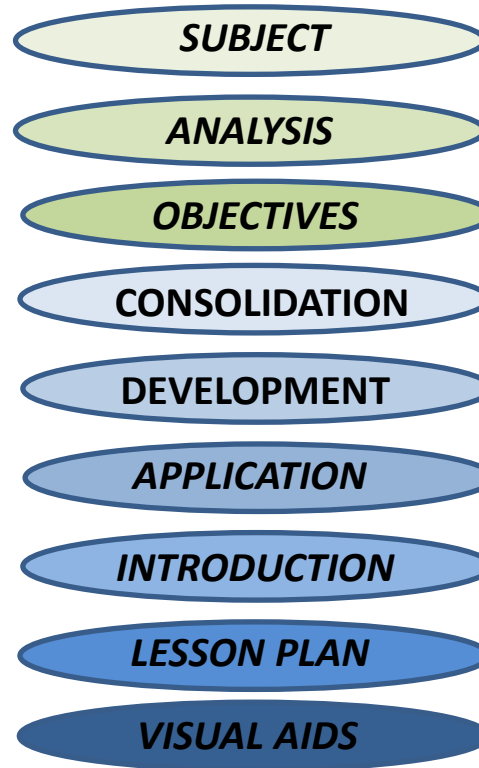 SUBJECT
ANALYSIS
OBJECTIVES
CONSOLIDATION
DEVELOPMENT
APPLICATION
INTRODUCTION
LESSON PLAN
VISUAL AIDS